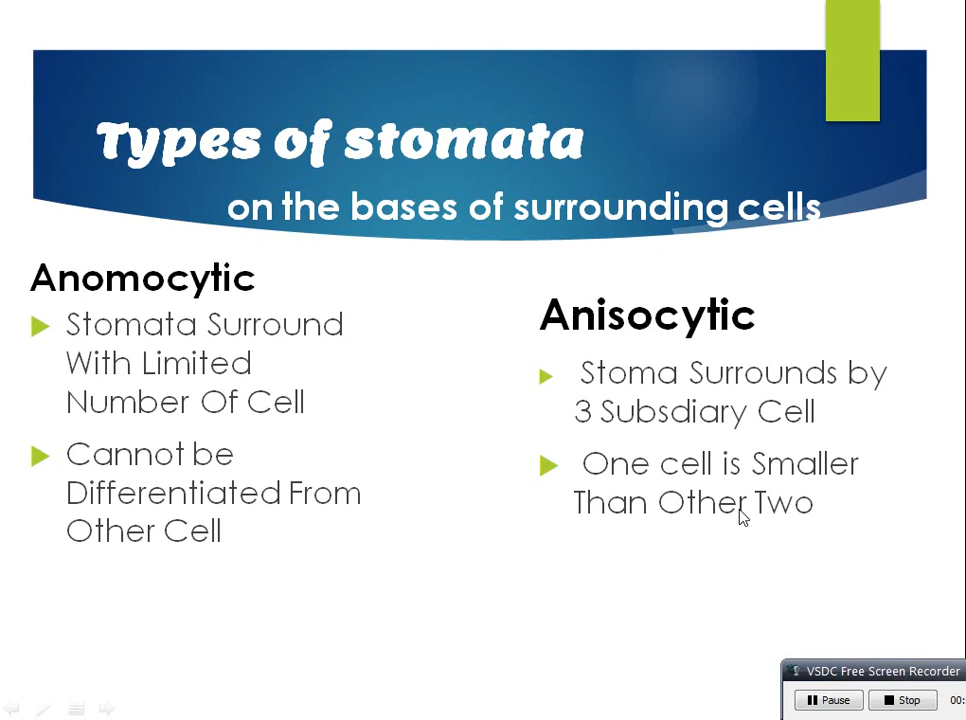 Types of stomata
on the bases of surrounding cells
Anomocytic
Stomata Surround
With Limited
Number Of Cell
Cannot be
Differentiated From
Other Cell
Anisocytic
Stoma Surrounds by
3 Subsdiary Cell
One cell is Smaller
Than Other Two
VSDC Free Screen Recorder
Pause
Stop
00: